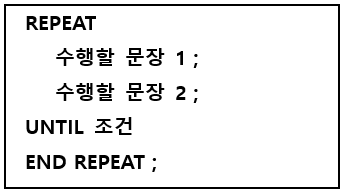 REPEAT
수행할 문장 1 ;
수행할 문장 2 ;
UNTIL 조건
END REPEAT ;